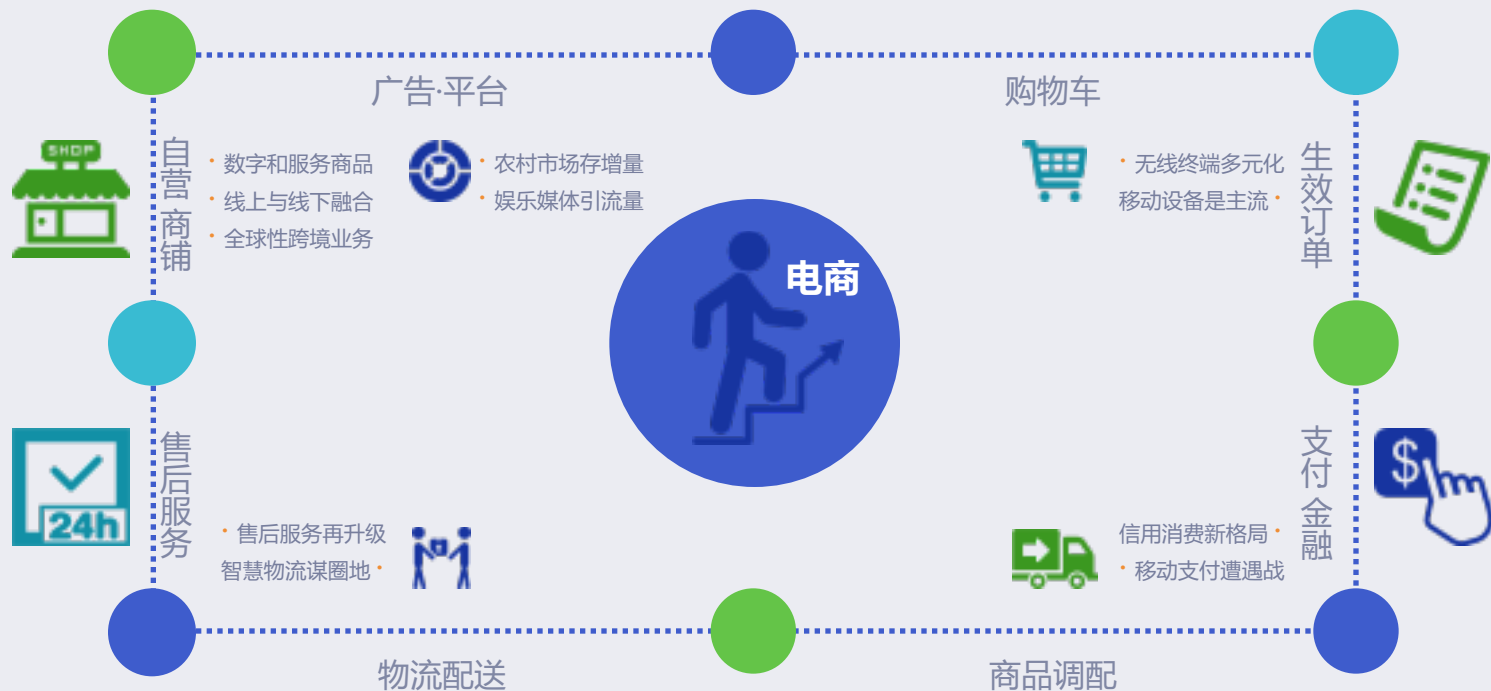 广告·平台
购物车
SHOP
自营·商铺
· 数字和服务商品
· 线上与线下融合
· 全球性跨境业务
· 农村市场存增量
· 娱乐媒体引流量
电商
· 无线终端多元化
移动设备是主流 ·
生效订单
售后服务
24h
· 售后服务再升级
智慧物流谋圈地 ·
信用消费新格局 ·
· 移动支付遭遇战
支付·金融
$
物流配送
商品调配